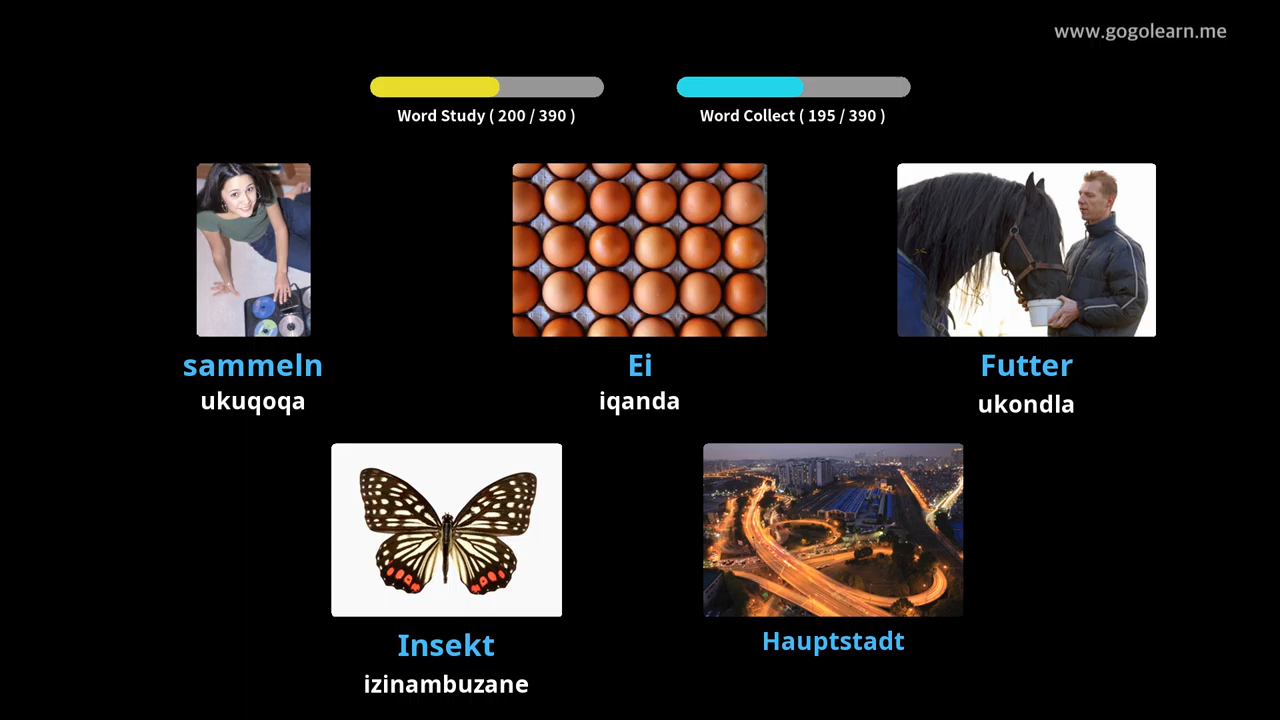 www.gogolearn.me
Word Study ( 200 / 390 )
Word Collect ( 195 / 390 )
sammeln
ukuqoqa
Ei
iqanda
Futter
ukondla
Insekt
izinambuzane
Hauptstadt